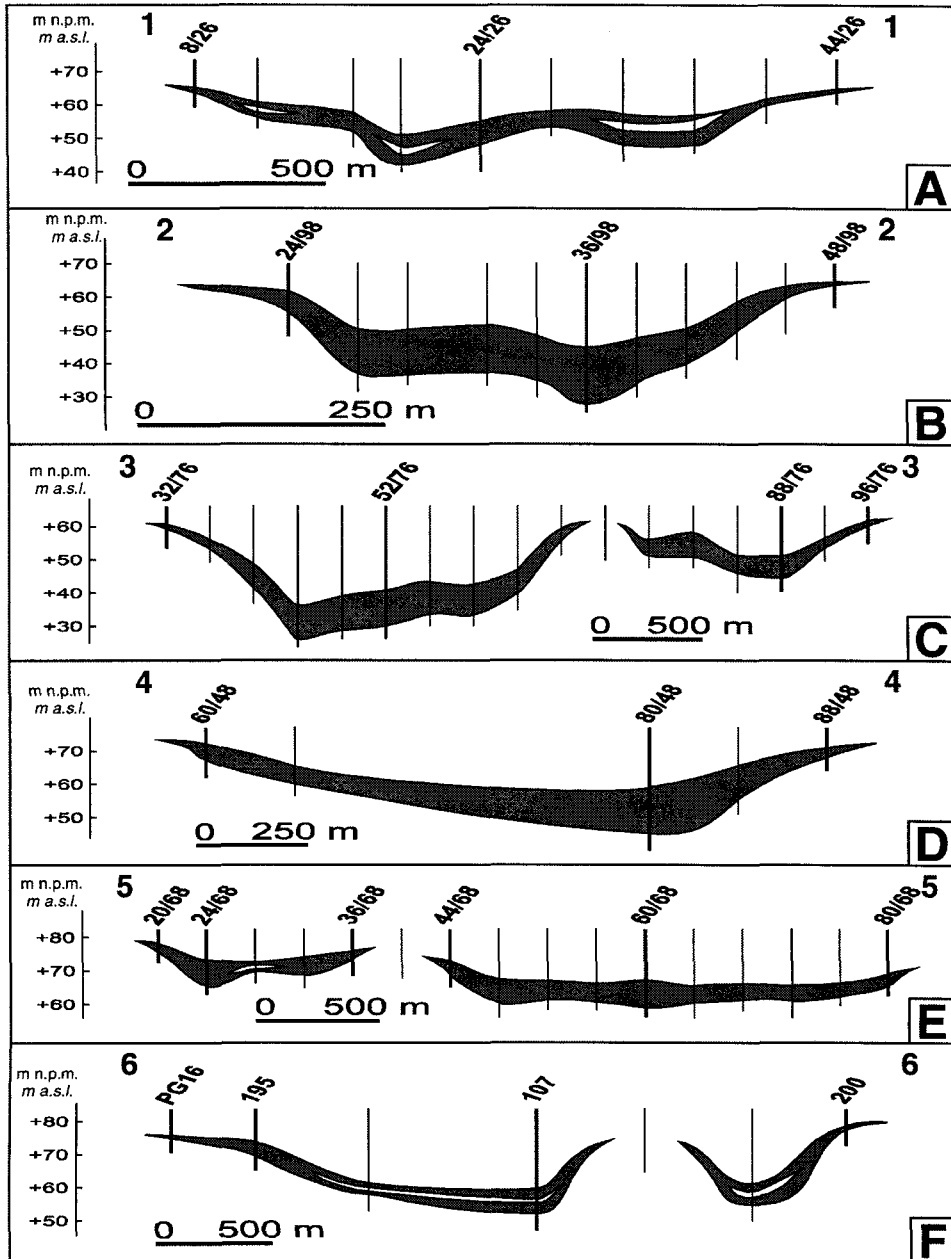 m n.p.m.
m a.s.l.
1 8/26 24/26 44/26 1
+70
+60
+50
+40
0 500 m
A
m n.p.m.
m a.s.l.
2 24/98 36/98 48/98 2
+70
+60
+50
+40
+30
0 250 m
B
m n.p.m.
m a.s.l.
3 32/76 52/76 88/76 96/76 3
+60
+50
+40
+30
0 500 m
C
m n.p.m.
m a.s.l.
4 60/48 80/48 88/48 4
+70
+60
+50
0 250 m
D
m n.p.m.
m a.s.l.
5 20/68 24/68 36/68 44/68 60/68 80/68 5
+80
+70
+60
0 500 m
E
m n.p.m.
m a.s.l.
6 PG16 195 107 200 6
+80
+70
+60
+50
0 500 m
F